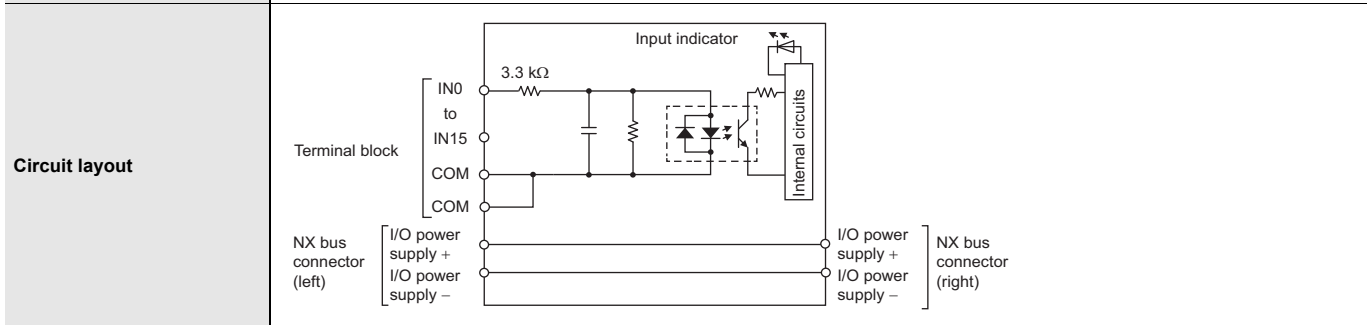 Circuit layout
Input indicator
3.3 kΩ
IN0
to
IN15
COM
COM
Terminal block
Internal circuits
NX bus
connector
(left)
I/O power
supply +
I/O power
supply −
I/O power
supply +
I/O power
supply −
NX bus
connector
(right)